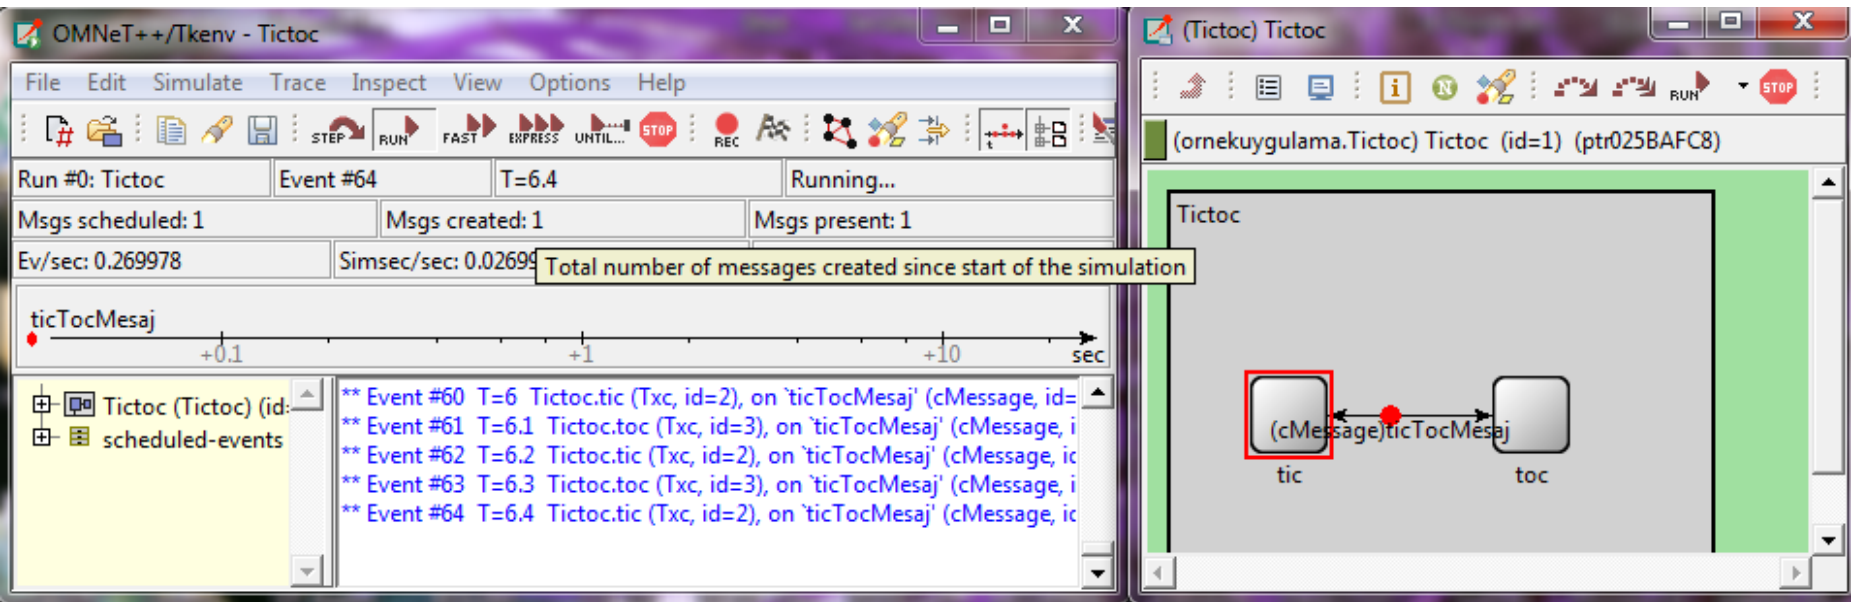 OMNeT++/Tkenv - Tictoc
File Edit Simulate Trace Inspect View Options Help
STEP RUN FAST EXPRESS UNTIL... STOP REC
Run #0: Tictoc Event #64 T=6.4 Running...
Msgs scheduled: 1 Msgs created: 1 Msgs present: 1
Ev/sec: 0.269978 Simsec/sec: 0.02699
Total number of messages created since start of the simulation
ticTocMesaj
+0.1 +1 +10 sec
Tictoc (Tictoc) (id:
scheduled-events
** Event #60 T=6 Tictoc.tic (Txc, id=2), on `ticTocMesaj' (cMessage, id=
** Event #61 T=6.1 Tictoc.toc (Txc, id=3), on `ticTocMesaj' (cMessage, i
** Event #62 T=6.2 Tictoc.tic (Txc, id=2), on `ticTocMesaj' (cMessage, ic
** Event #63 T=6.3 Tictoc.toc (Txc, id=3), on `ticTocMesaj' (cMessage, i
** Event #64 T=6.4 Tictoc.tic (Txc, id=2), on `ticTocMesaj' (cMessage, ic
(Tictoc) Tictoc
RUN STOP
(ornekuygulama.Tictoc) Tictoc (id=1) (ptr025BAFC8)
Tictoc
(cMessage)ticTocMesaj
tic toc